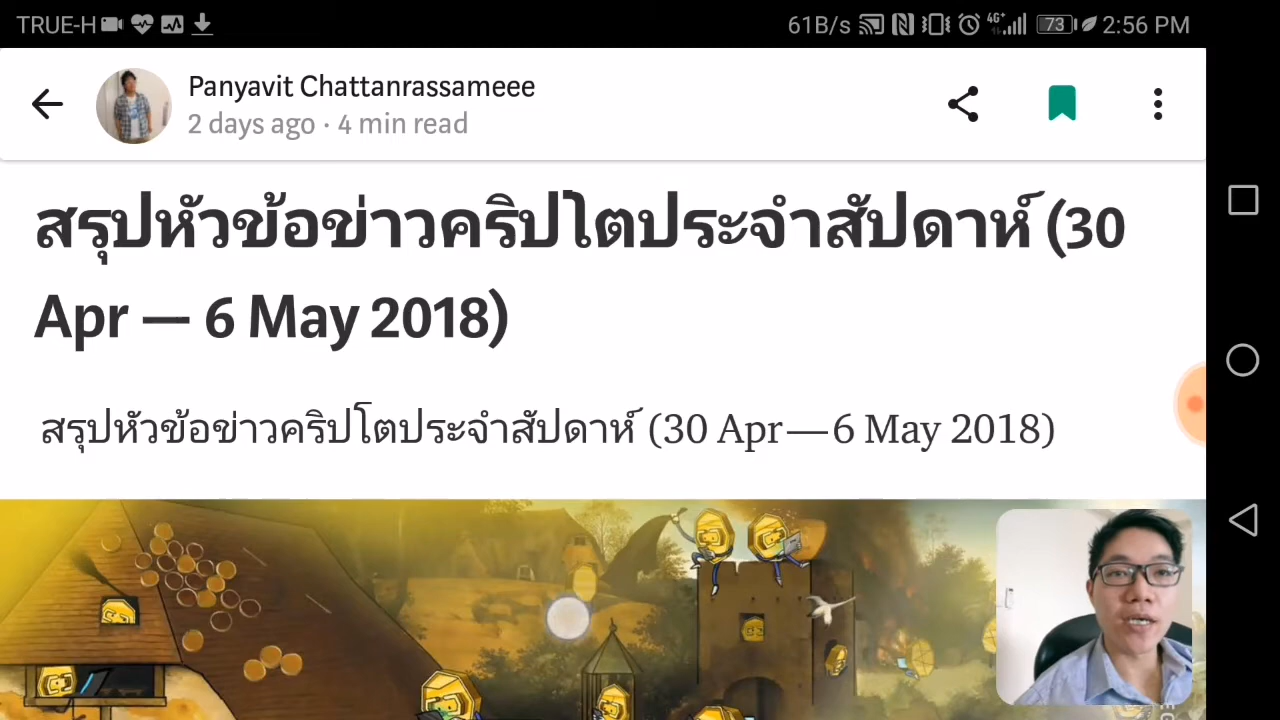 TRUE-H 61B/s 4G+ 73 2:56 PM
Panyavit Chattanrassameee
2 days ago · 4 min read
สรุปหัวข้อข่าวคริปโตประจำสัปดาห์ (30
Apr — 6 May 2018)
สรุปหัวข้อข่าวคริปโตประจำสัปดาห์ (30 Apr—6 May 2018)